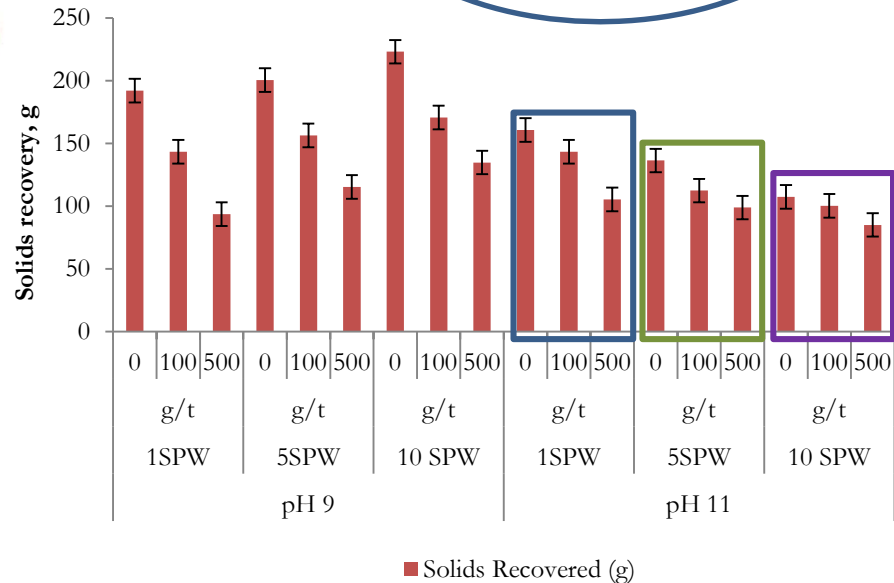 250
200
150
100
50
0
Solids recovery, g
0 100 500 0 100 500 0 100 500 0 100 500 0 100 500 0 100 500
g/t g/t g/t g/t g/t g/t
1SPW 5SPW 10 SPW 1SPW 5SPW 10 SPW
pH 9 pH 11
Solids Recovered (g)